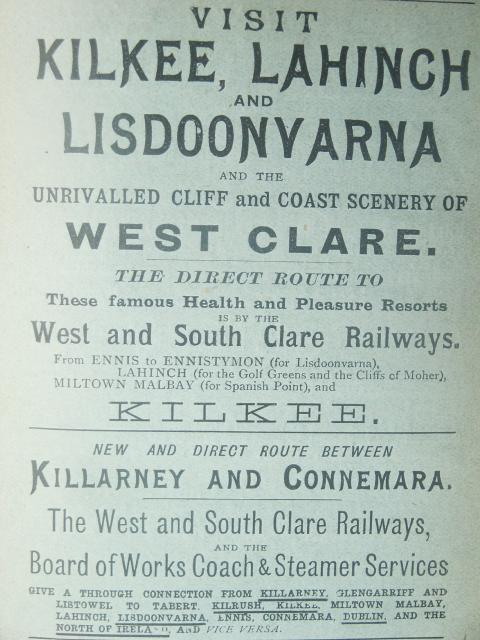 VISIT
KILKEE, LAHINCH
AND
LISDOONVARNA
AND THE
UNRIVALLED CLIFF and COAST SCENERY OF
WEST CLARE.
THE DIRECT ROUTE TO
These famous Health and Pleasure Resorts
IS BY THE
West and South Clare Railways.
From ENNIS to ENNISTYMON (for Lisdoonvarna),
LAHINCH (for the Golf Greens and the Cliffs of Moher),
MILTOWN MALBAY (for Spanish Point), and
KILKEE.
NEW AND DIRECT ROUTE BETWEEN
KILLARNEY AND CONNEMARA.
The West and South Clare Railways,
AND THE
Board of Works Coach & Steamer Services
GIVE A THROUGH CONNECTION FROM KILLARNEY, GLENGARRIFF AND
LISTOWEL TO TARBERT. KILRUSH, KILKEE, MILTOWN MALBAY,
LAHINCH, LISDOONVARNA, ENNIS, CONNEMARA, DUBLIN, AND THE
NORTH OF IRELAND, AND VICE VERSA.